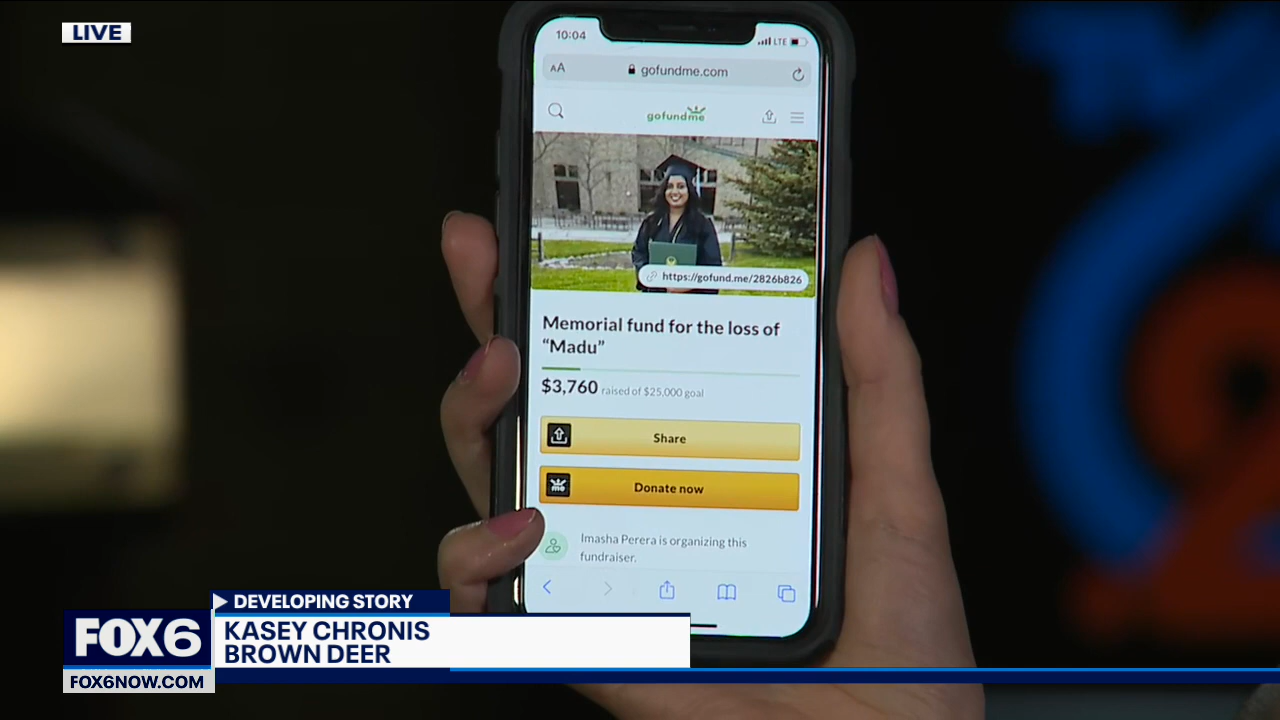 LIVE
10:04
LTE
AA
gofundme.com
gofundme
https://gofund.me/2826b826
Memorial fund for the loss of
“Madu”
$3,760 raised of $25,000 goal
Share
me
Donate now
Imasha Perera is organizing this
fundraiser.
DEVELOPING STORY
FOX6
KASEY CHRONIS
BROWN DEER
FOX6NOW.COM